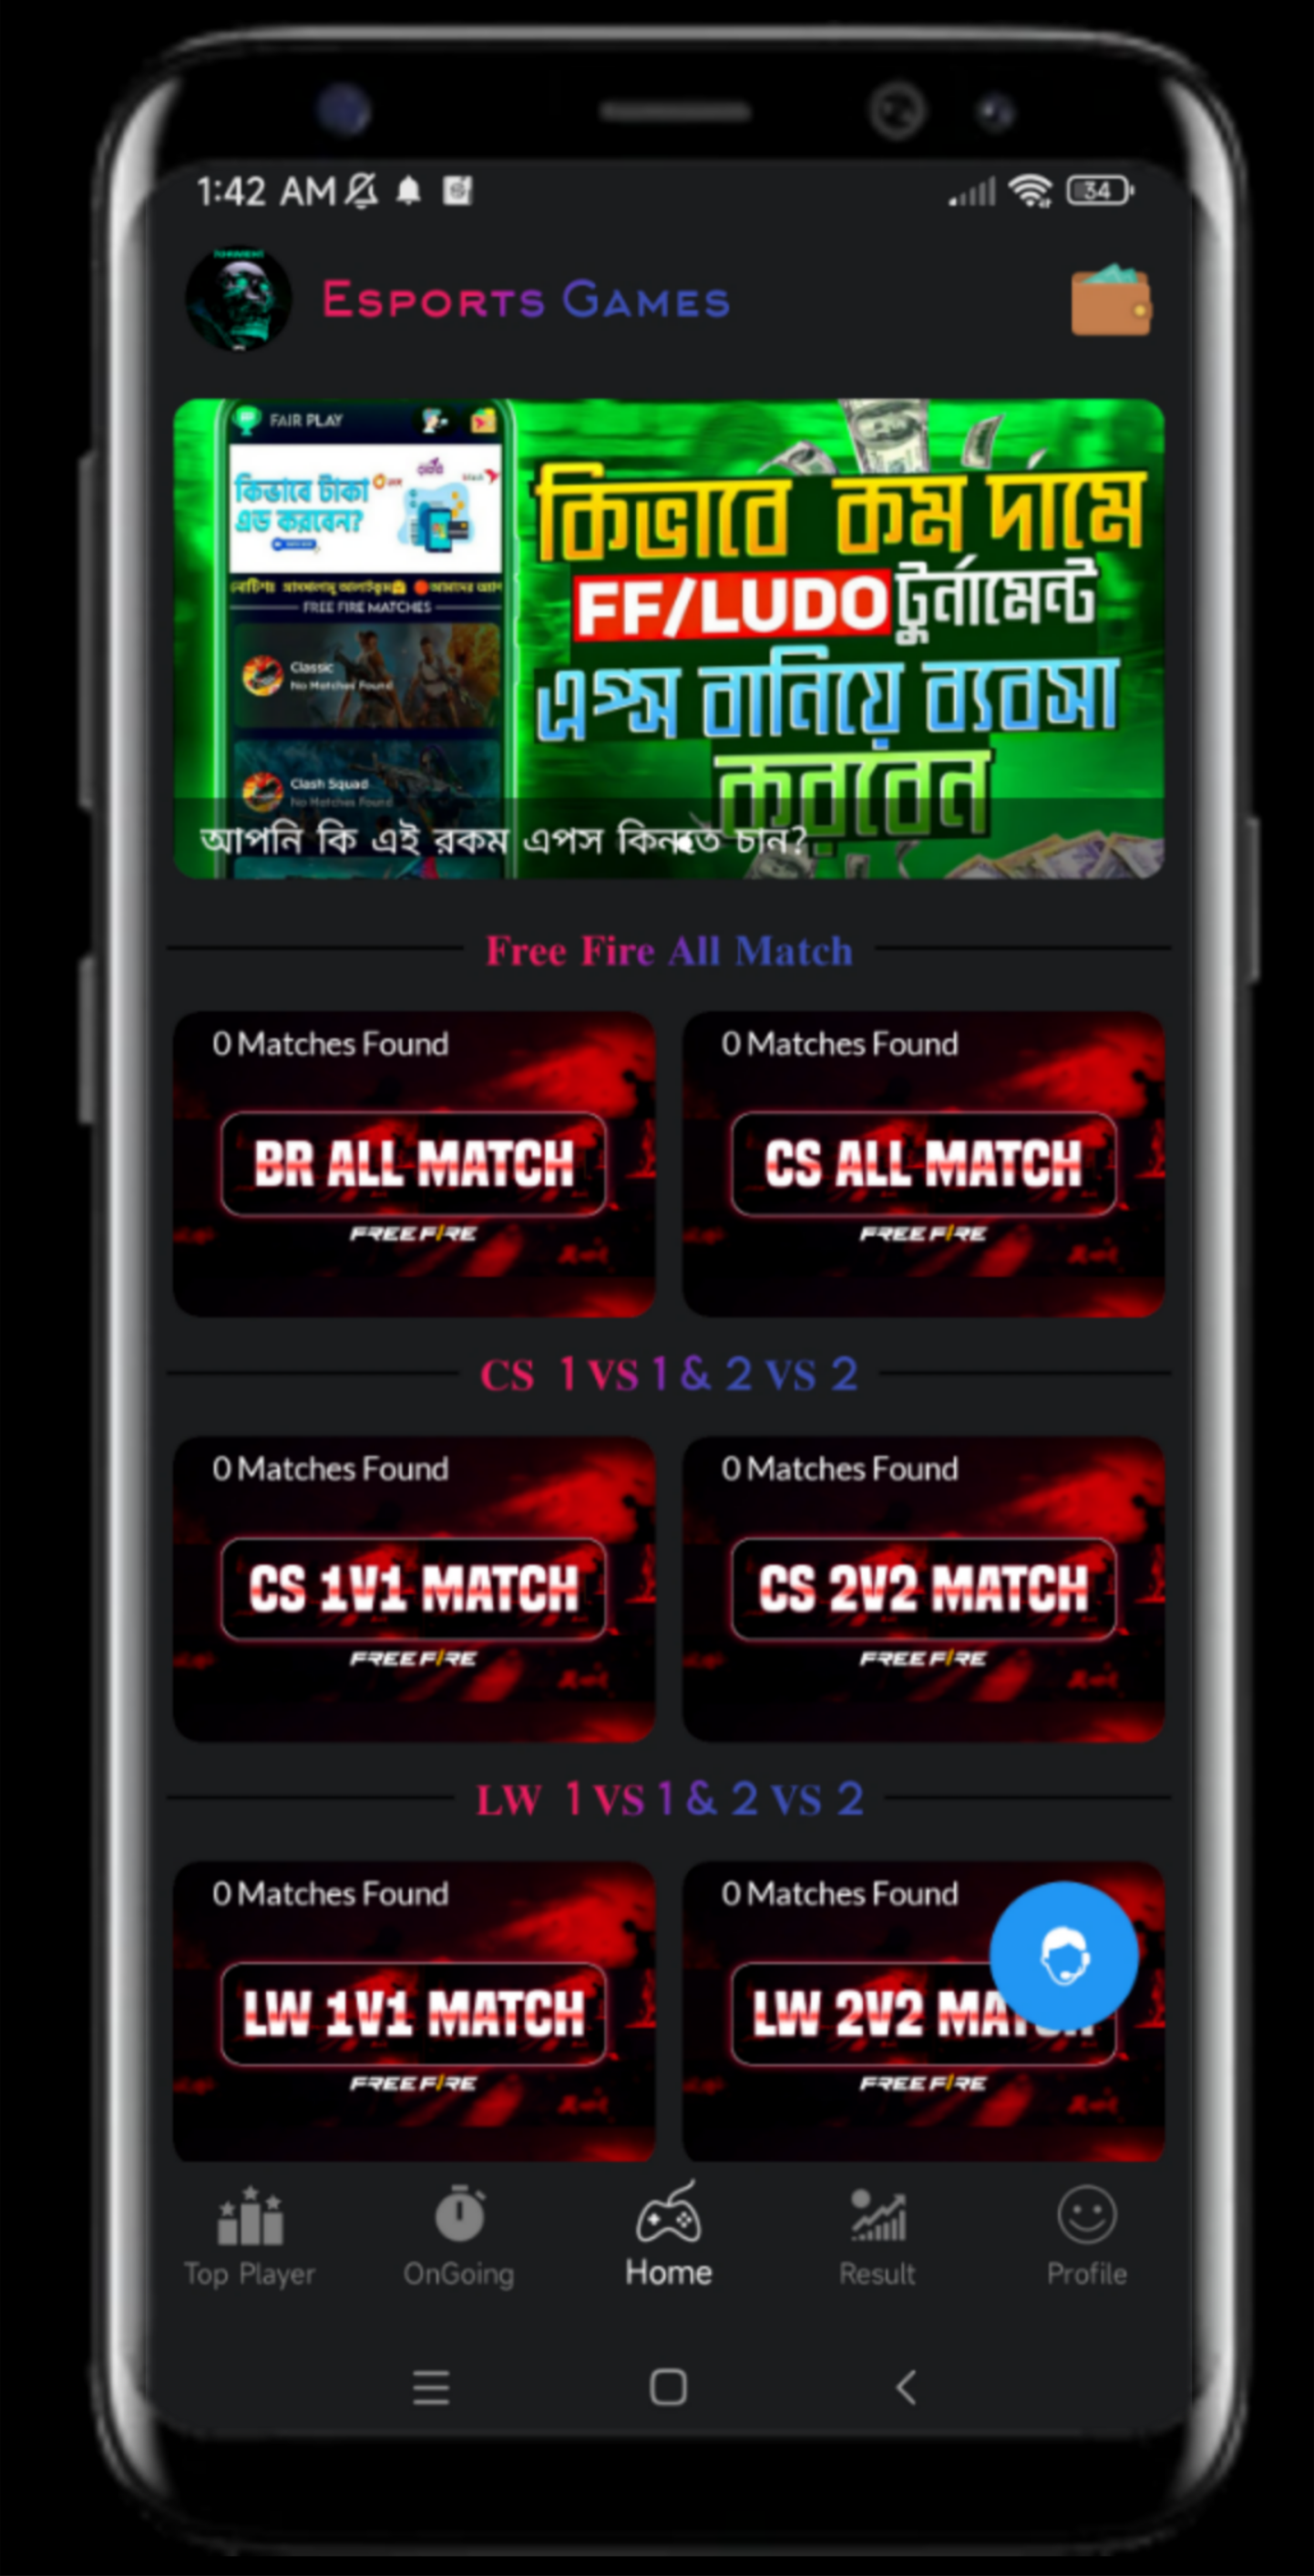 1:42 AM
34
Esports Games
FAIR PLAY
কিভাবে টাকা
এড করবেন?
FREE FIRE MATCHES
Classic
No Matches Found
Clash Squad
No Matches Found
কিভাবে কম দামে
FF/LUDO টুর্নামেন্ট
এপ্স বানিয়ে ব্যবসা
করবেন
আপনি কি এই রকম এপস কিনতে চান?
Free Fire All Match
0 Matches Found
BR ALL MATCH
FREE FIRE
0 Matches Found
CS ALL MATCH
FREE FIRE
CS 1 VS 1 & 2 VS 2
0 Matches Found
CS 1V1 MATCH
FREE FIRE
0 Matches Found
CS 2V2 MATCH
FREE FIRE
LW 1 VS 1 & 2 VS 2
0 Matches Found
LW 1V1 MATCH
FREE FIRE
0 Matches Found
LW 2V2 MATCH
FREE FIRE
Top Player
OnGoing
Home
Result
Profile